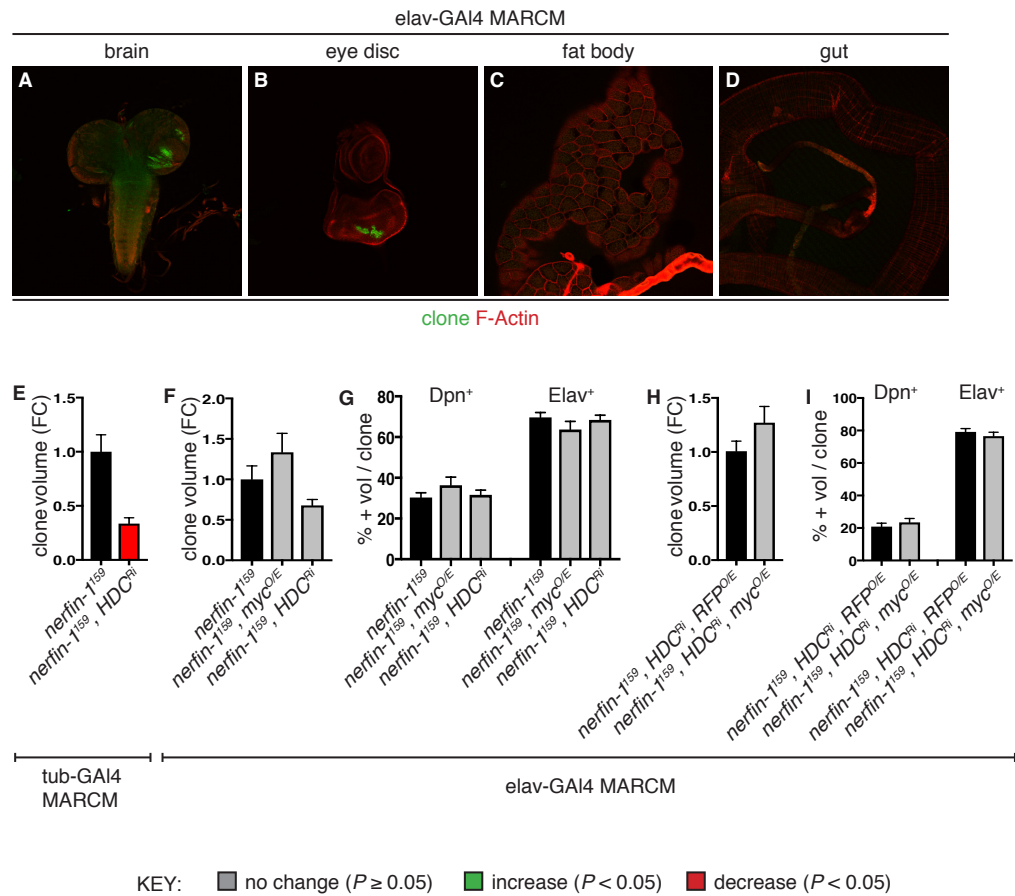 elav-GAl4 MARCM
brain eye disc fat body gut
A B C D
clone F-Actin
E
clone volume (FC)
1.5
1.0
0.5
0.0
nerfin-1¹⁵⁹
nerfin-1¹⁵⁹, HDCᴿⁱ
F
clone volume (FC)
2.0
1.5
1.0
0.5
0.0
nerfin-1¹⁵⁹
nerfin-1¹⁵⁹, mycᴼ/ᴱ
nerfin-1¹⁵⁹, HDCᴿⁱ
G
Dpn⁺ Elav⁺
% + vol / clone
80
60
40
20
0
nerfin-1¹⁵⁹
nerfin-1¹⁵⁹, mycᴼ/ᴱ
nerfin-1¹⁵⁹, HDCᴿⁱ
nerfin-1¹⁵⁹
nerfin-1¹⁵⁹, mycᴼ/ᴱ
nerfin-1¹⁵⁹, HDCᴿⁱ
H
clone volume (FC)
1.5
1.0
0.5
0.0
nerfin-1¹⁵⁹, HDCᴿⁱ, RFPᴼ/ᴱ
nerfin-1¹⁵⁹, HDCᴿⁱ, mycᴼ/ᴱ
I
Dpn⁺ Elav⁺
% + vol / clone
100
80
60
40
20
0
nerfin-1¹⁵⁹, HDCᴿⁱ, RFPᴼ/ᴱ
nerfin-1¹⁵⁹, HDCᴿⁱ, mycᴼ/ᴱ
nerfin-1¹⁵⁹, HDCᴿⁱ, RFPᴼ/ᴱ
nerfin-1¹⁵⁹, HDCᴿⁱ, mycᴼ/ᴱ
tub-GAl4
MARCM
elav-GAl4 MARCM
KEY: no change (P ≥ 0.05) increase (P < 0.05) decrease (P < 0.05)